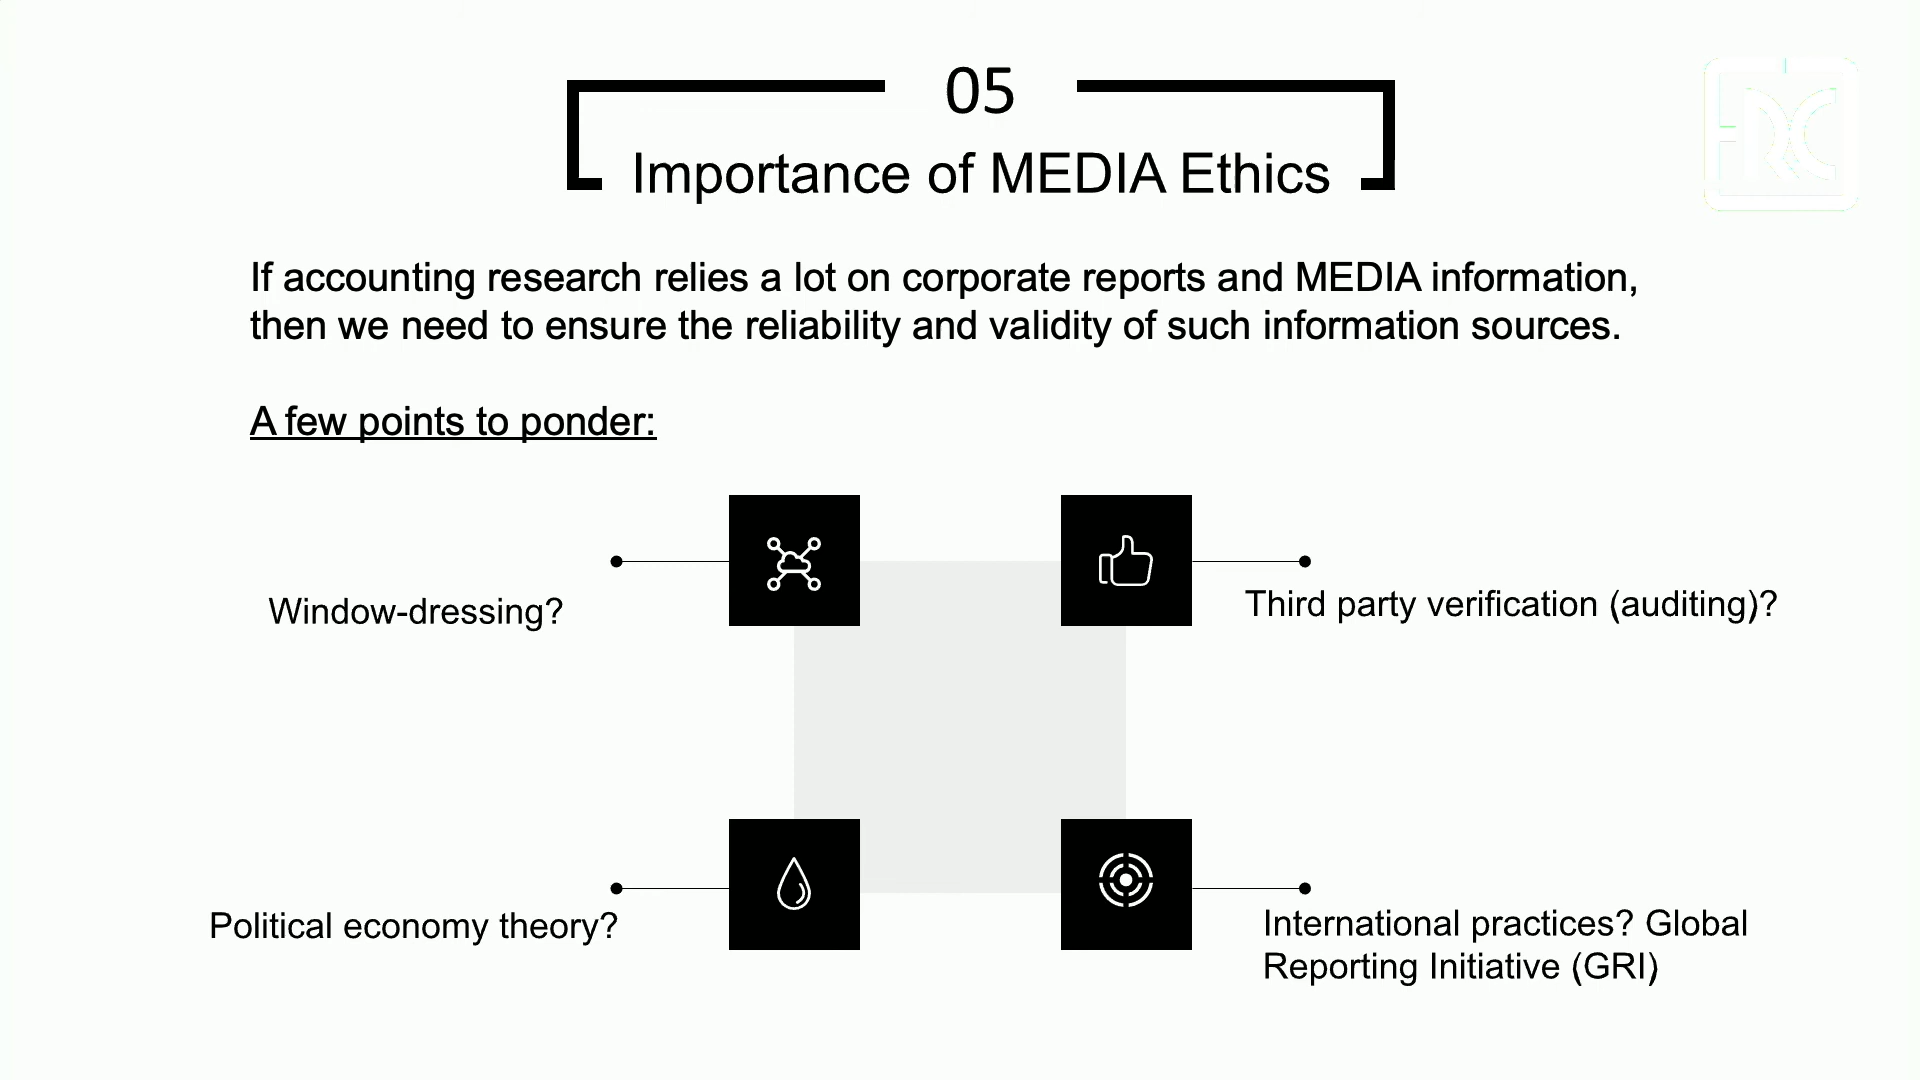 05
Importance of MEDIA Ethics
If accounting research relies a lot on corporate reports and MEDIA information,
then we need to ensure the reliability and validity of such information sources.
A few points to ponder:
Window-dressing?
Third party verification (auditing)?
Political economy theory?
International practices? Global
Reporting Initiative (GRI)